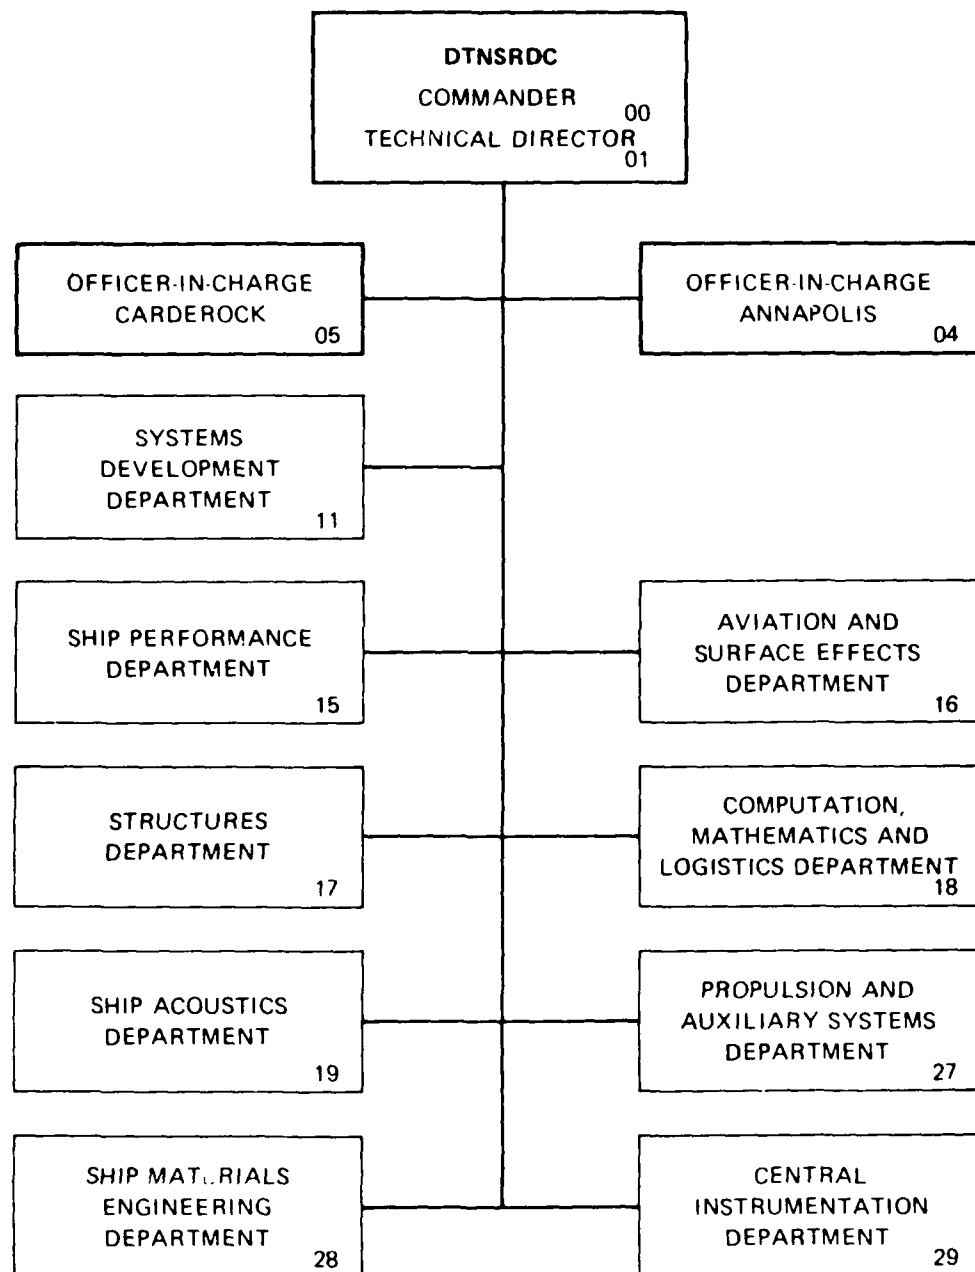 DTNSRDC
COMMANDER
00
TECHNICAL DIRECTOR
01
OFFICER-IN-CHARGE
CARDEROCK
05
OFFICER-IN-CHARGE
ANNAPOLIS
04
SYSTEMS
DEVELOPMENT
DEPARTMENT
11
SHIP PERFORMANCE
DEPARTMENT
15
AVIATION AND
SURFACE EFFECTS
DEPARTMENT
16
STRUCTURES
DEPARTMENT
17
COMPUTATION,
MATHEMATICS AND
LOGISTICS DEPARTMENT
18
SHIP ACOUSTICS
DEPARTMENT
19
PROPULSION AND
AUXILIARY SYSTEMS
DEPARTMENT
27
SHIP MATERIALS
ENGINEERING
DEPARTMENT
28
CENTRAL
INSTRUMENTATION
DEPARTMENT
29